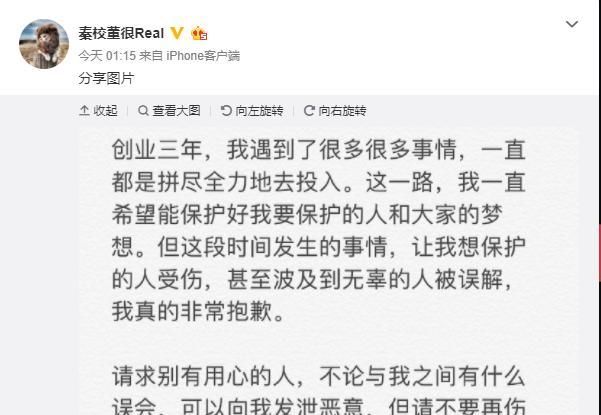 秦校董很Real
今天 01:15 来自 iPhone客户端
分享图片
收起 查看大图 向左旋转 向右旋转
创业三年，我遇到了很多很多事情，一直
都是拼尽全力地去投入。这一路，我一直
希望能保护好我要保护的人和大家的梦
想。但这段时间发生的事情，让我想保护
的人受伤，甚至波及到无辜的人被误解，
我真的非常抱歉。
请求别有用心的人，不论与我之间有什么
误会，可以向我发泄恶意，但请不要再伤